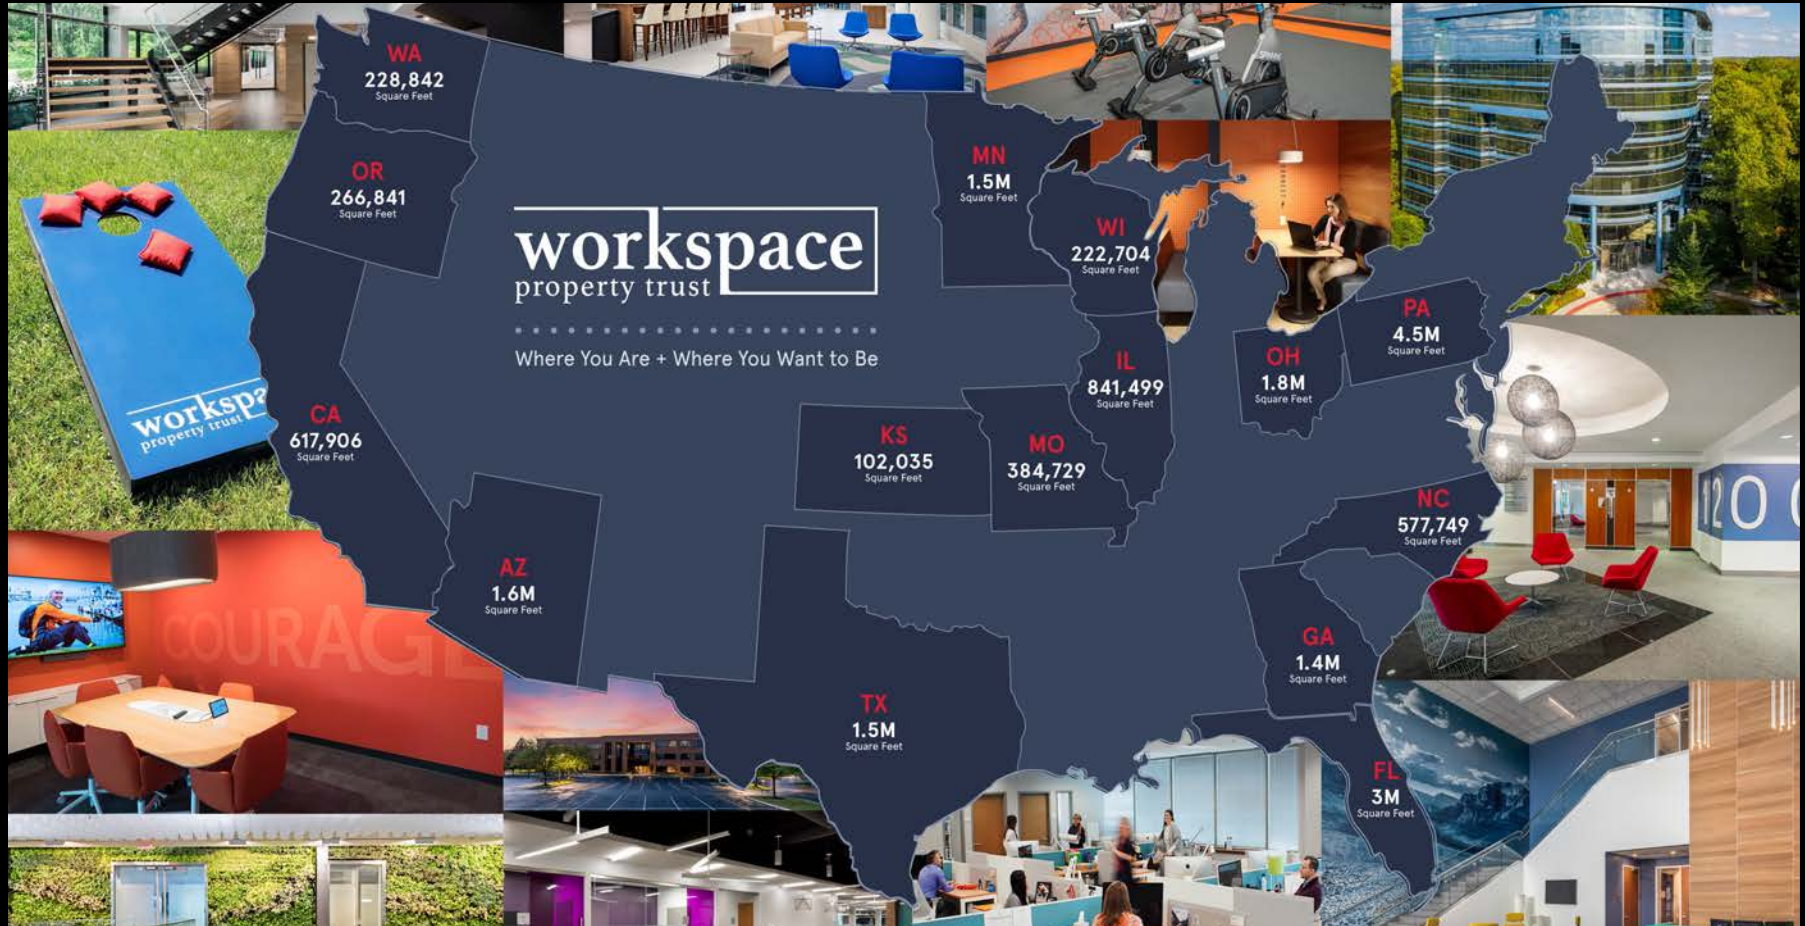 WA
228,842
Square Feet
OR
266,841
Square Feet
MN
1.5M
Square Feet
WI
222,704
Square Feet
workspace
property trust
Where You Are + Where You Want to Be
PA
4.5M
Square Feet
IL
841,499
Square Feet
OH
1.8M
Square Feet
CA
617,906
Square Feet
workspa
property trust
KS
102,035
Square Feet
MO
384,729
Square Feet
NC
577,749
Square Feet
120
AZ
1.6M
Square Feet
COURAGE
GA
1.4M
Square Feet
TX
1.5M
Square Feet
FL
3M
Square Feet